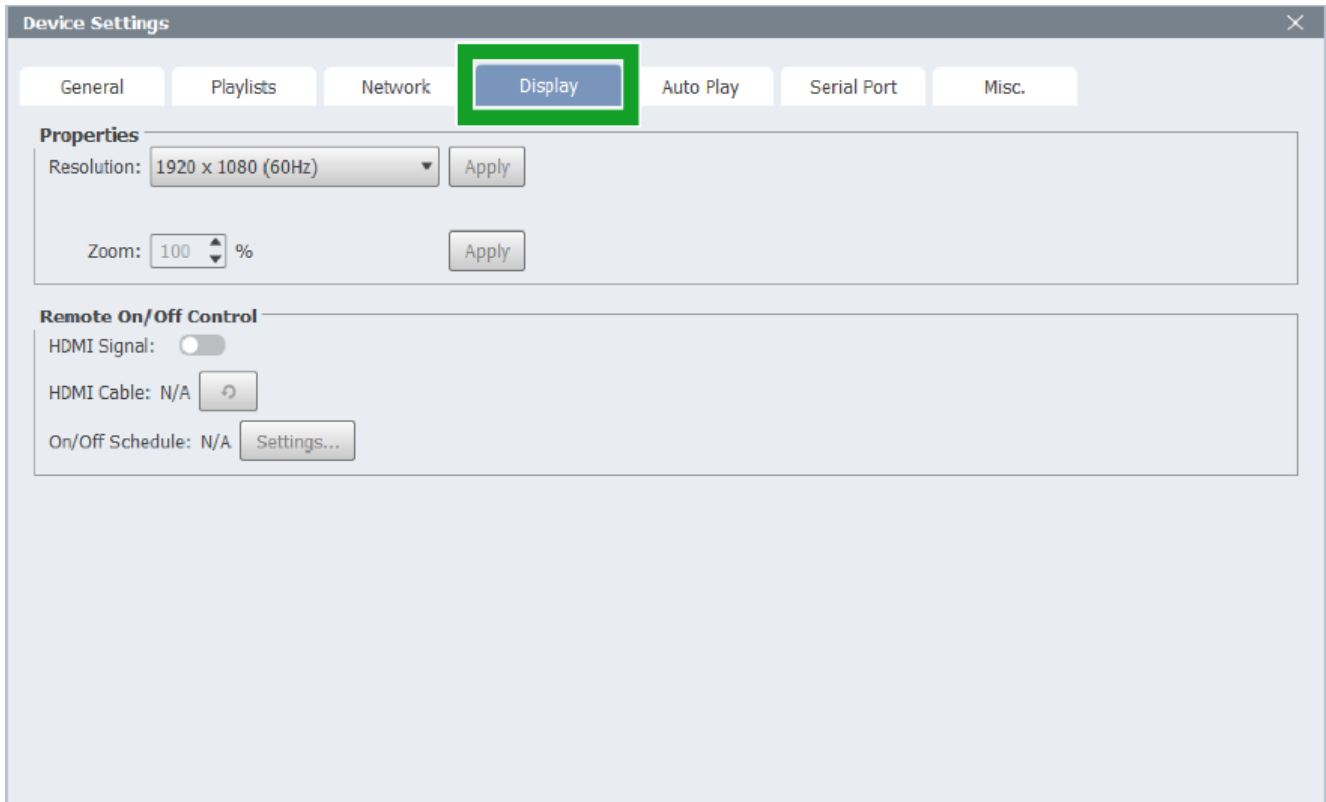 Device Settings
General Playlists Network Display Auto Play Serial Port Misc.
Properties
Resolution: 1920 x 1080 (60Hz) Apply
Zoom: 100 % Apply
Remote On/Off Control
HDMI Signal:
HDMI Cable: N/A
On/Off Schedule: N/A Settings...